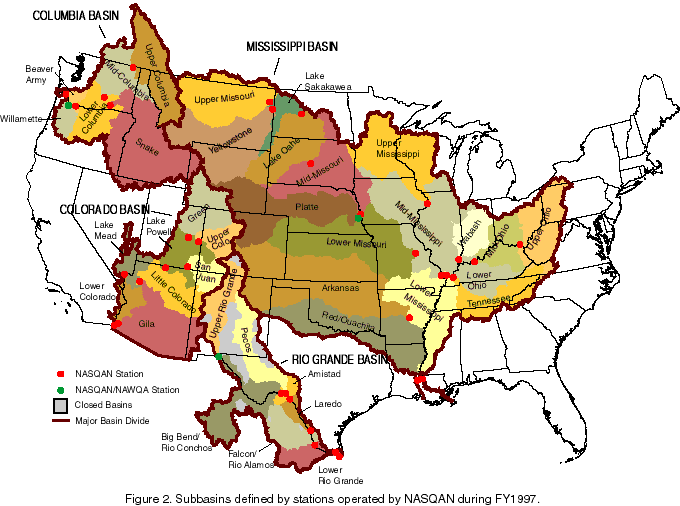 COLUMBIA BASIN
MISSISSIPPI BASIN
Beaver
Army
Lake
Sakakawea
Upper Columbia
Mid-Columbia
Upper Missouri
Willamette
Lower
Columbia
Snake
Yellowstone
Lake Oahe
Mid-Missouri
Upper
Mississippi
Platte
Mid-Mississippi
Wabash
Mid-Ohio
Upper Ohio
COLORADO BASIN
Green
Lake
Powell
Lake
Mead
Upper
Colo
Lower Missouri
San
Juan
Lower
Ohio
Little Colorado
Lower
Colorado
Upper Rio Grande
Arkansas
Lower
Mississippi
Tennessee
Gila
Pecos
Red/Ouachita
RIO GRANDE BASIN
Amistad
NASQAN Station
NASQAN/NAWQA Station
Closed Basins
Major Basin Divide
Laredo
Big Bend/
Rio Conchos
Falcon/
Rio Alamos
Lower
Rio Grande
Figure 2. Subbasins defined by stations operated by NASQAN during FY1997.